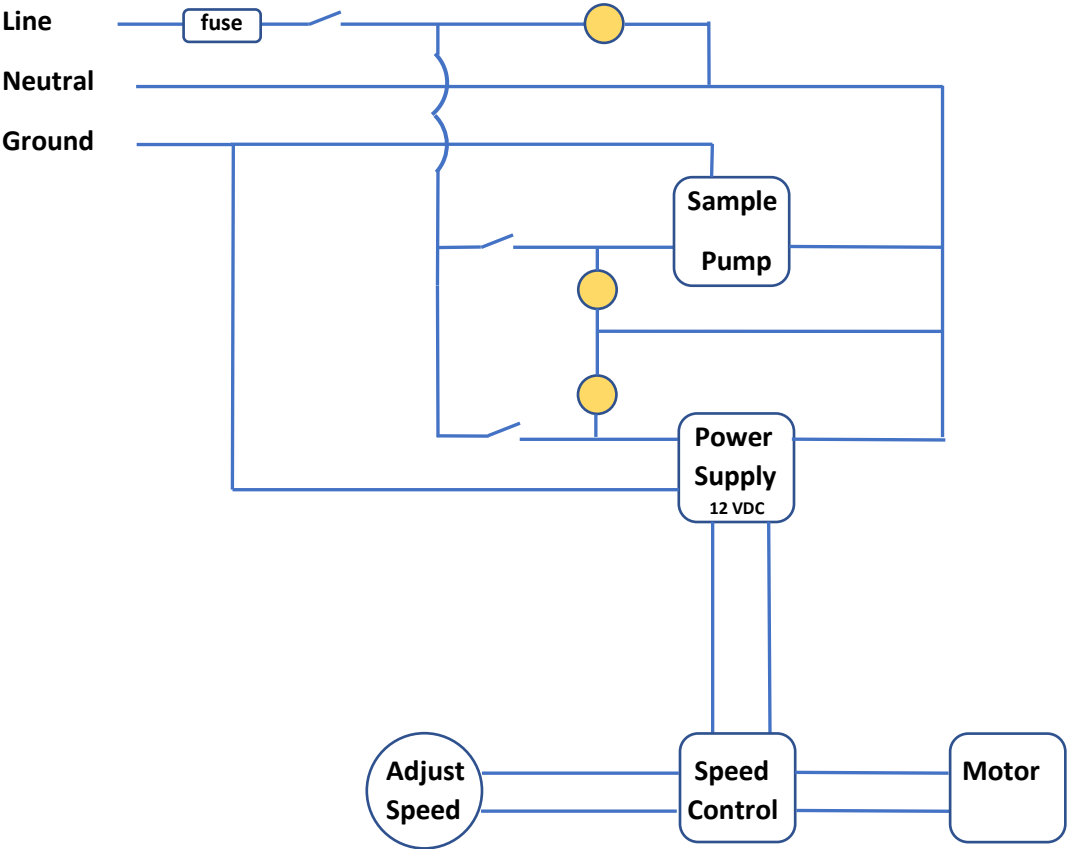 Line
fuse
Neutral
Ground
Sample
Pump
Power
Supply
12 VDC
Adjust
Speed
Speed
Control
Motor